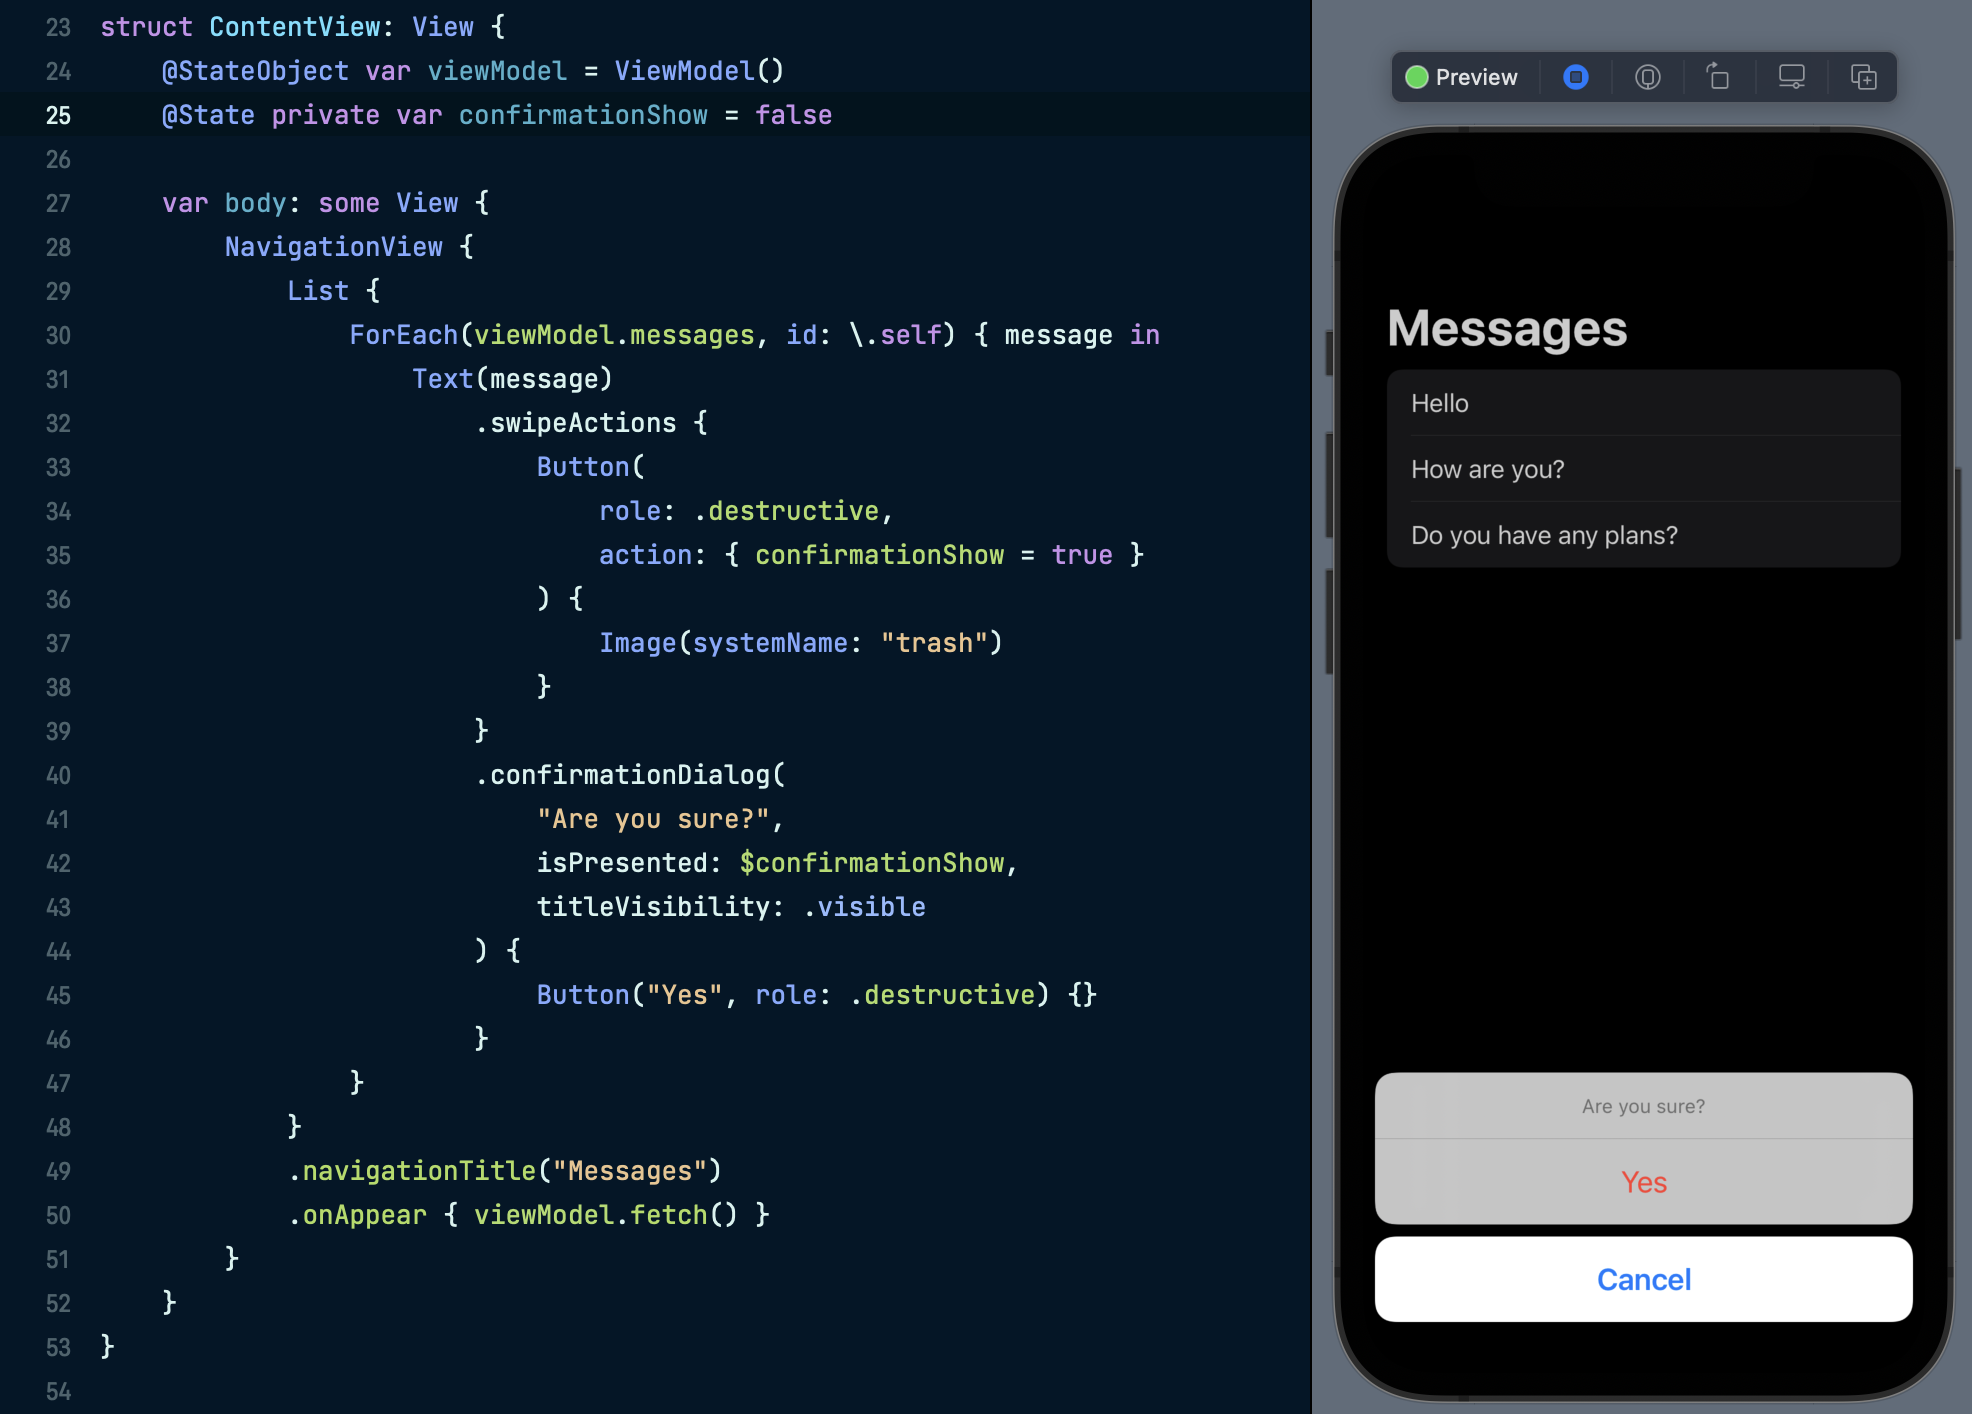 23 struct ContentView: View {
24 @StateObject var viewModel = ViewModel()
25 @State private var confirmationShow = false
26
27 var body: some View {
28 NavigationView {
29 List {
30 ForEach(viewModel.messages, id: \.self) { message in
31 Text(message)
32 .swipeActions {
33 Button(
34 role: .destructive,
35 action: { confirmationShow = true }
36 ) {
37 Image(systemName: "trash")
38 }
39 }
40 .confirmationDialog(
41 "Are you sure?",
42 isPresented: $confirmationShow,
43 titleVisibility: .visible
44 ) {
45 Button("Yes", role: .destructive) {}
46 }
47 }
48 }
49 .navigationTitle("Messages")
50 .onAppear { viewModel.fetch() }
51 }
52 }
53 }
54
Preview
Messages
Hello
How are you?
Do you have any plans?
Are you sure?
Yes
Cancel